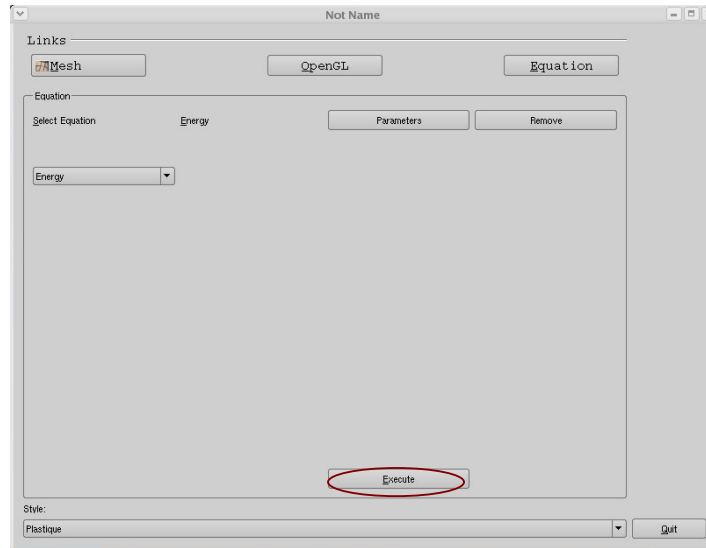 Not Name
Links
Mesh OpenGL Equation
Equation
Select Equation Energy Parameters Remove
Energy
Execute
Style:
Plastique Quit